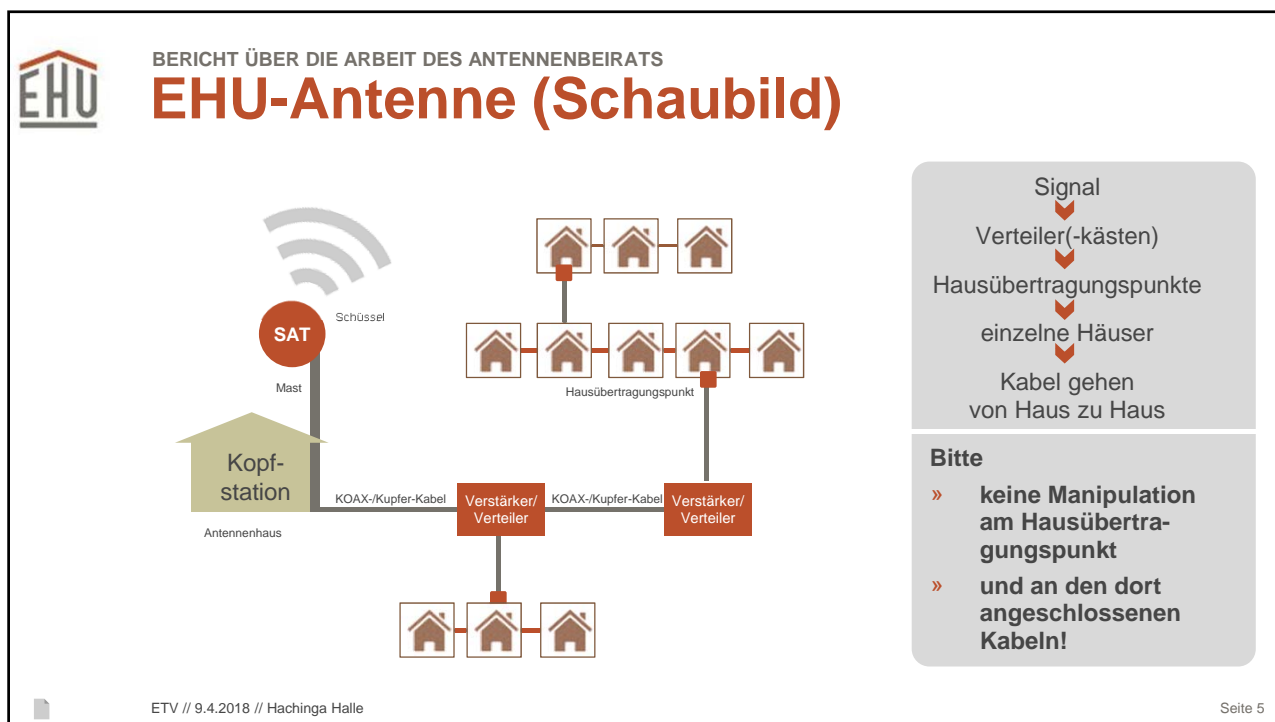 EHU
BERICHT ÜBER DIE ARBEIT DES ANTENNENBEIRATS
EHU-Antenne (Schaubild)
Schüssel
SAT
Mast
Kopf-
station
Antennenhaus
KOAX-/Kupfer-Kabel
Verstärker/
Verteiler
KOAX-/Kupfer-Kabel
Verstärker/
Verteiler
Hausübertragungspunkt
Signal
Verteiler(-kästen)
Hausübertragungspunkte
einzelne Häuser
Kabel gehen
von Haus zu Haus
Bitte
» keine Manipulation
am Hausübertra-
gungspunkt
» und an den dort
angeschlossenen
Kabeln!
ETV // 9.4.2018 // Hachinga Halle
Seite 5